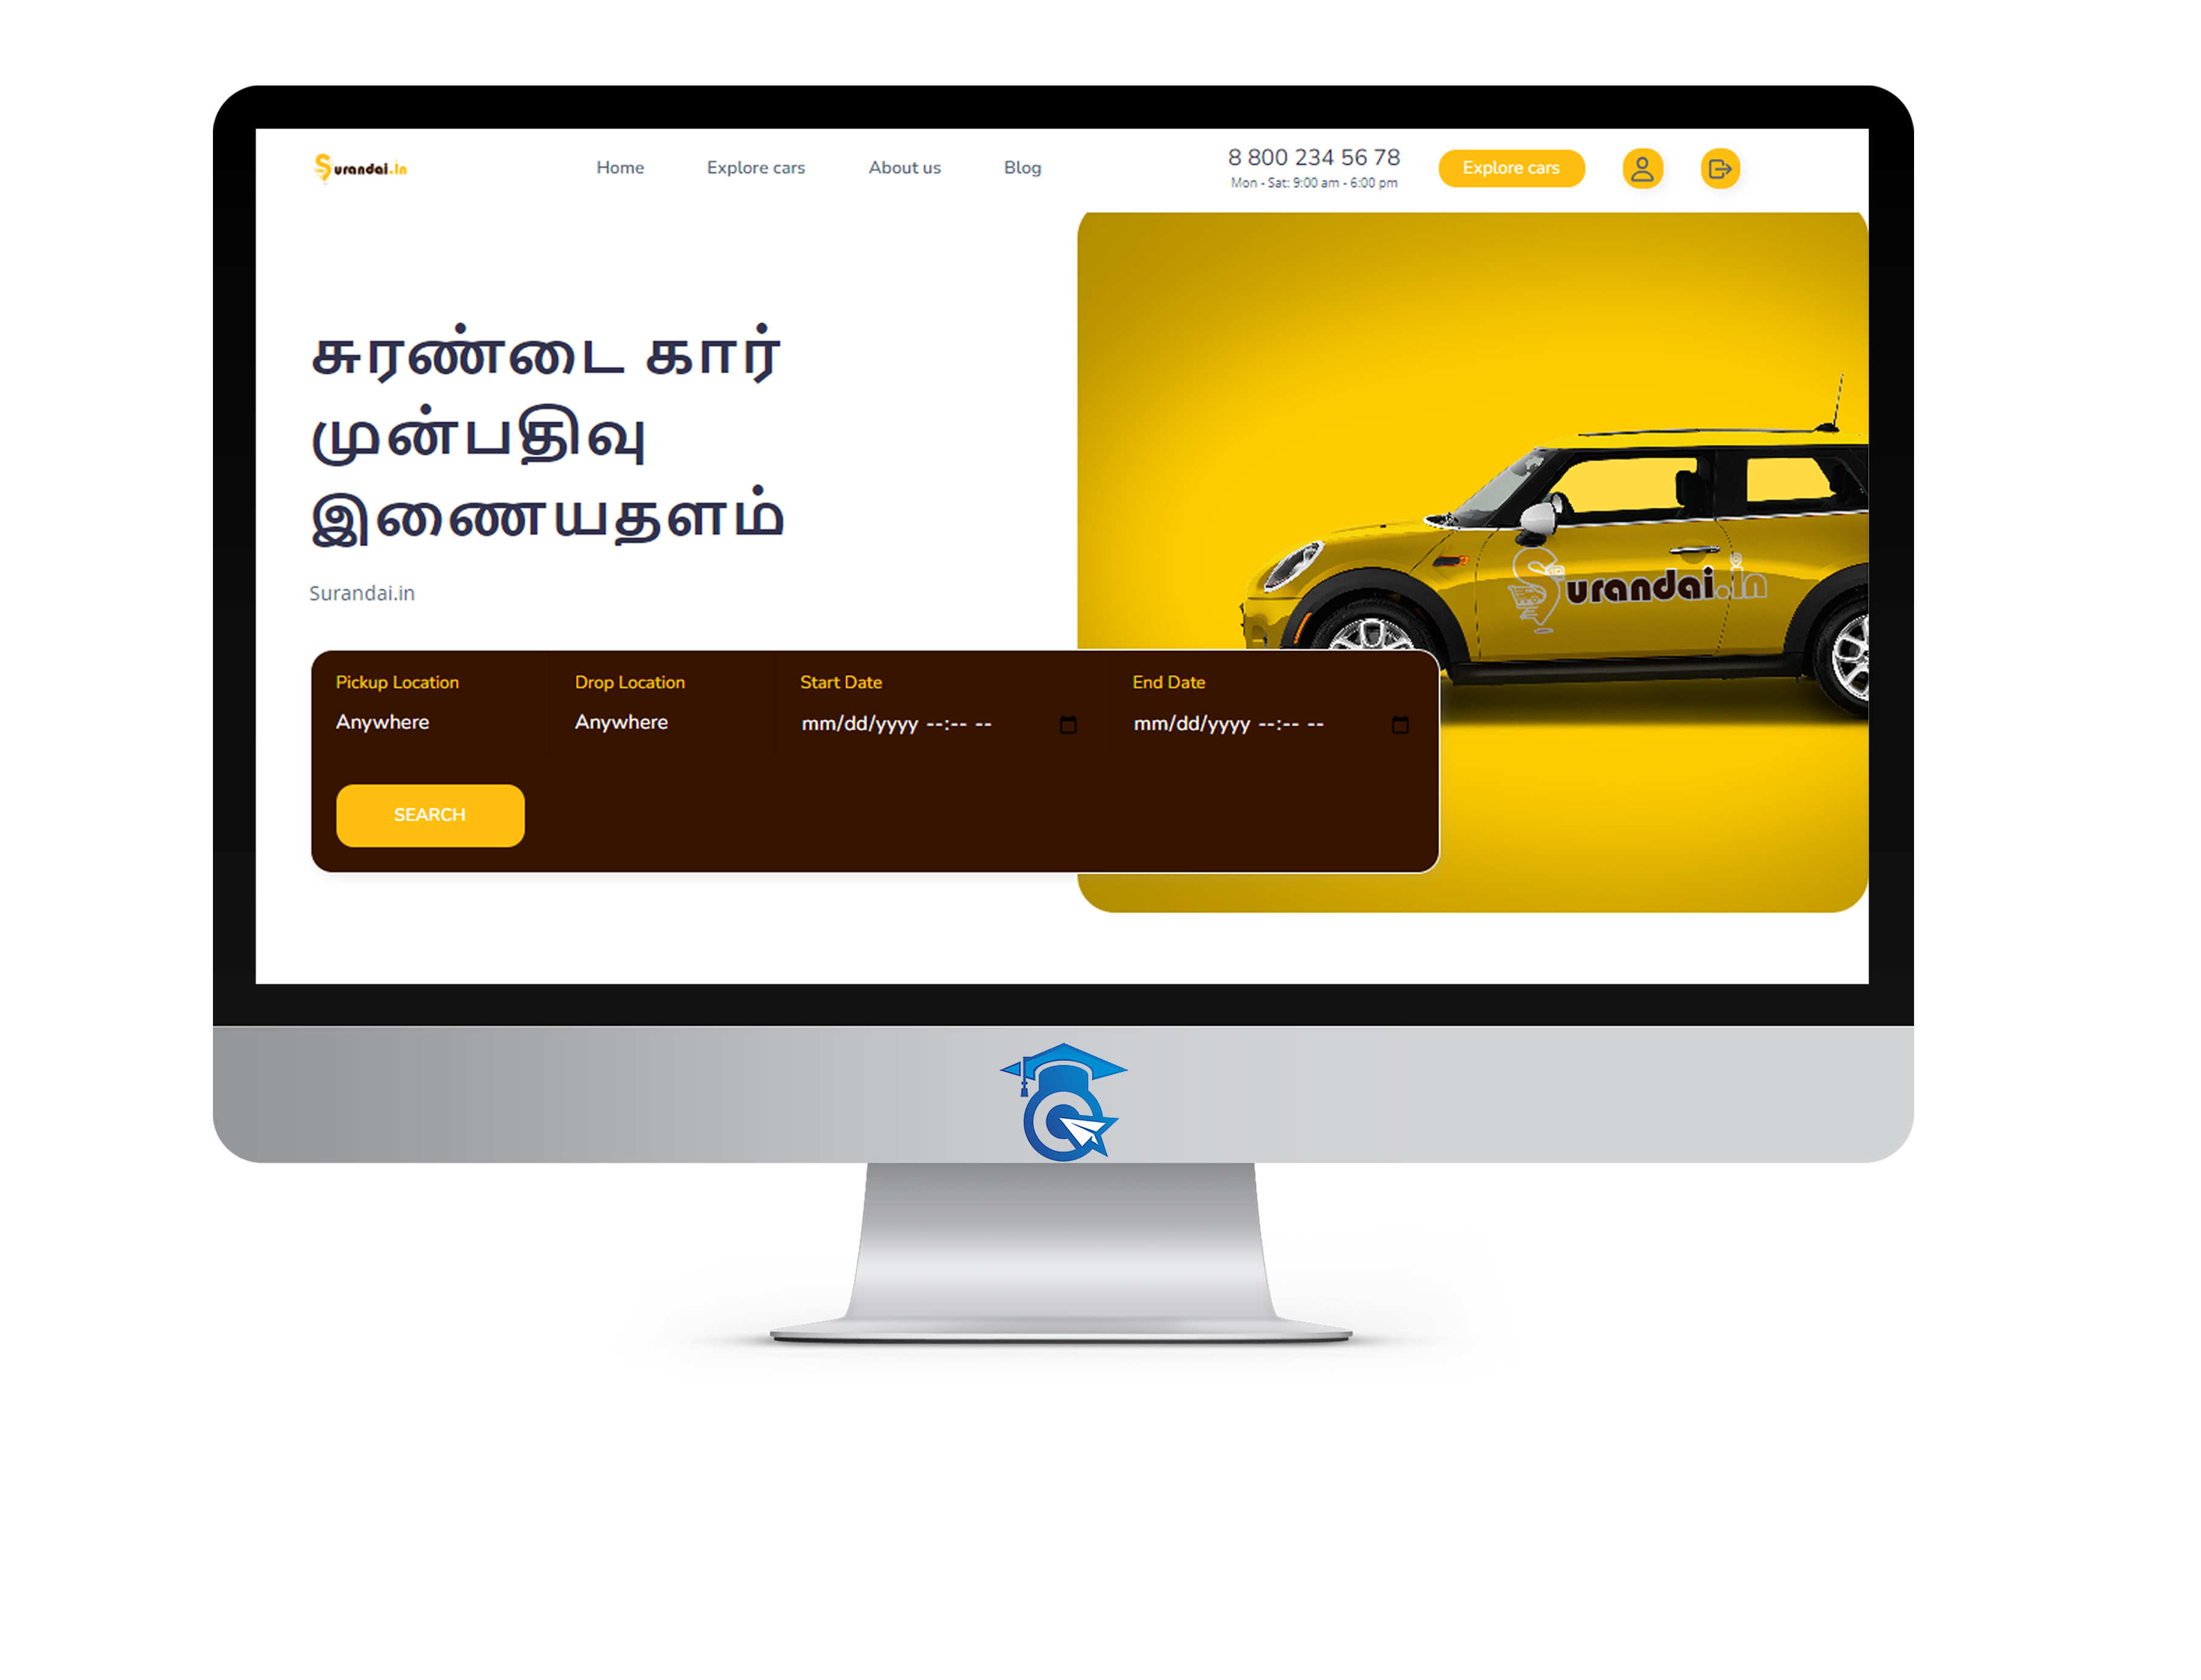 Surandai.in
Home
Explore cars
About us
Blog
8 800 234 56 78
Mon - Sat: 9:00 am - 6:00 pm
Explore cars
சுரண்டை கார்
முன்பதிவு
இணையதளம்
Surandai.in
Surandai.in
Pickup Location
Drop Location
Start Date
End Date
Anywhere
Anywhere
mm/dd/yyyy --:-- --
mm/dd/yyyy --:-- --
SEARCH